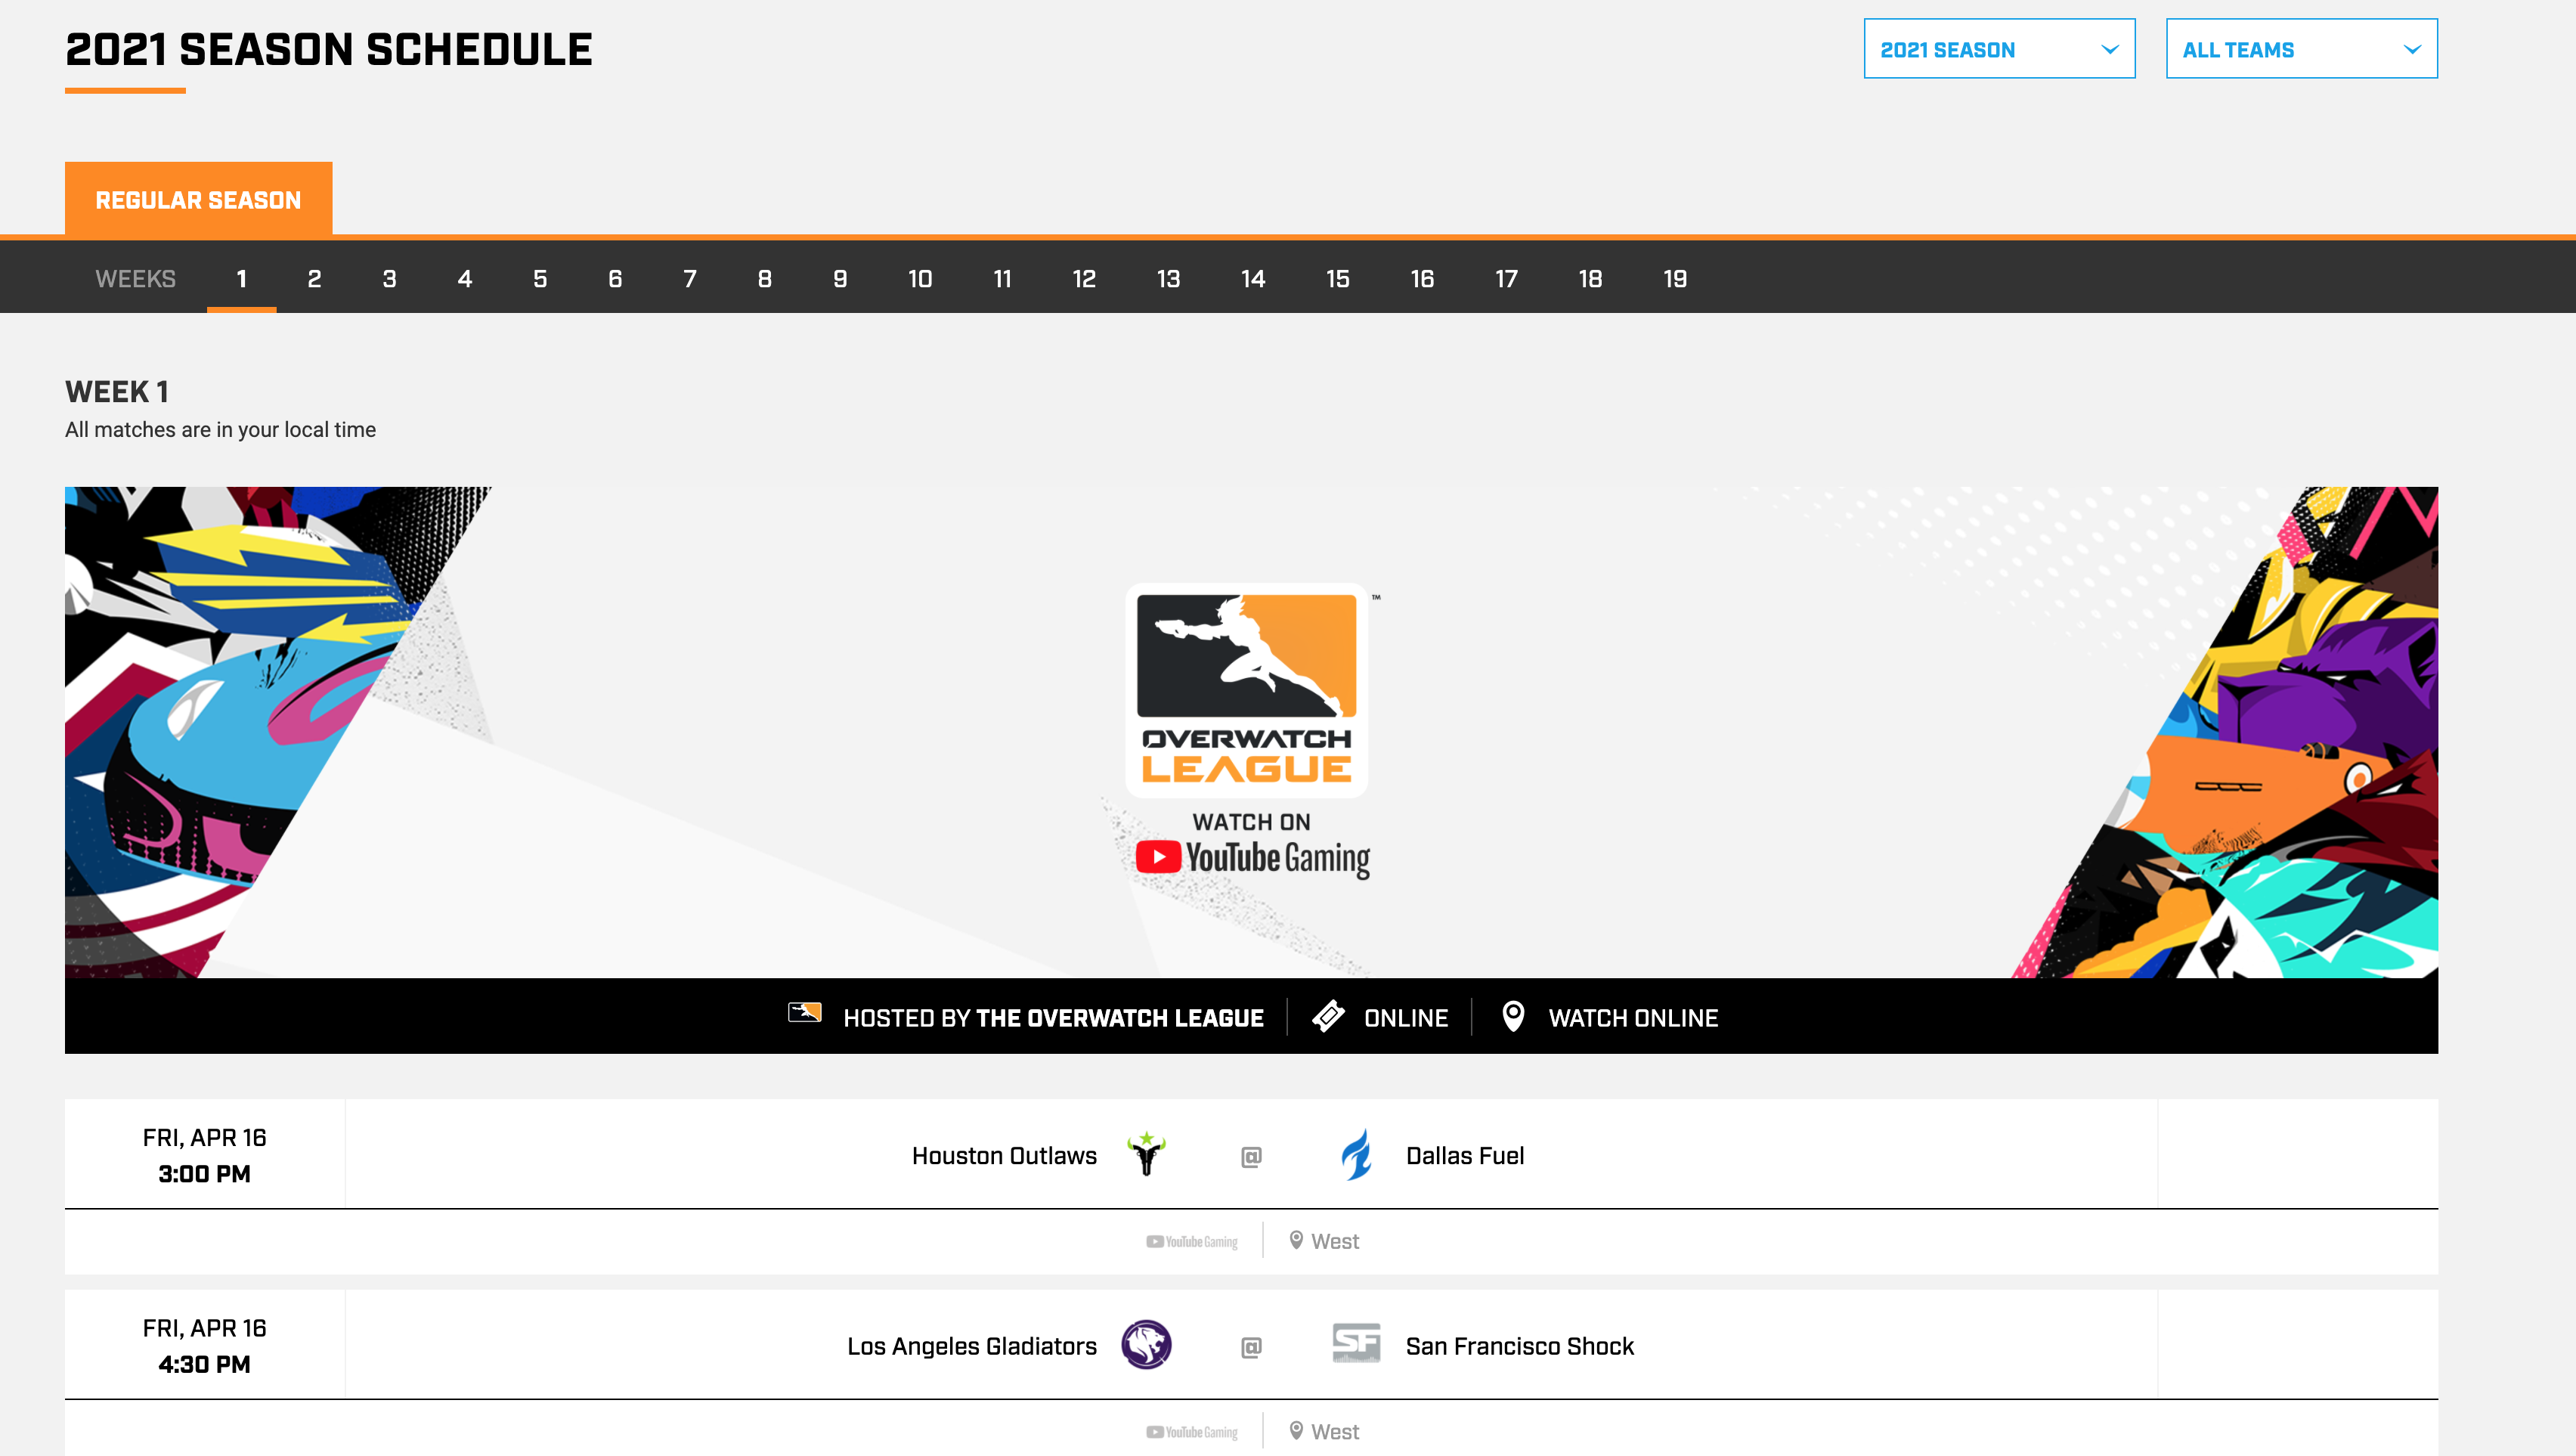 2021 SEASON SCHEDULE
2021 SEASON
ALL TEAMS
REGULAR SEASON
WEEKS 1 2 3 4 5 6 7 8 9 10 11 12 13 14 15 16 17 18 19
WEEK 1
All matches are in your local time
TM
OVERWATCH
LEAGUE
WATCH ON
YouTube Gaming
HOSTED BY THE OVERWATCH LEAGUE
ONLINE
WATCH ONLINE
FRI, APR 16
3:00 PM
Houston Outlaws @ Dallas Fuel
YouTube Gaming
West
FRI, APR 16
4:30 PM
Los Angeles Gladiators @ SF San Francisco Shock
YouTube Gaming
West